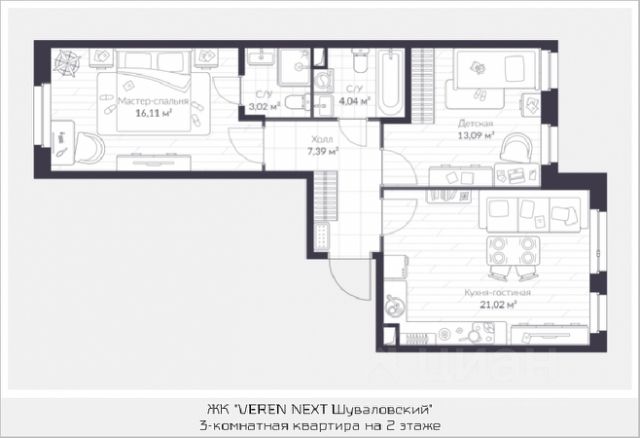 Мастер-спальня
16,11 м²
С/У
3,02 м²
С/У
4,04 м²
Детская
13,09 м²
Холл
7,39 м²
Кухня-гостиная
21,02 м²
циан
ЖК "VEREN NEXT Шуваловский"
3-комнатная квартира на 2 этаже